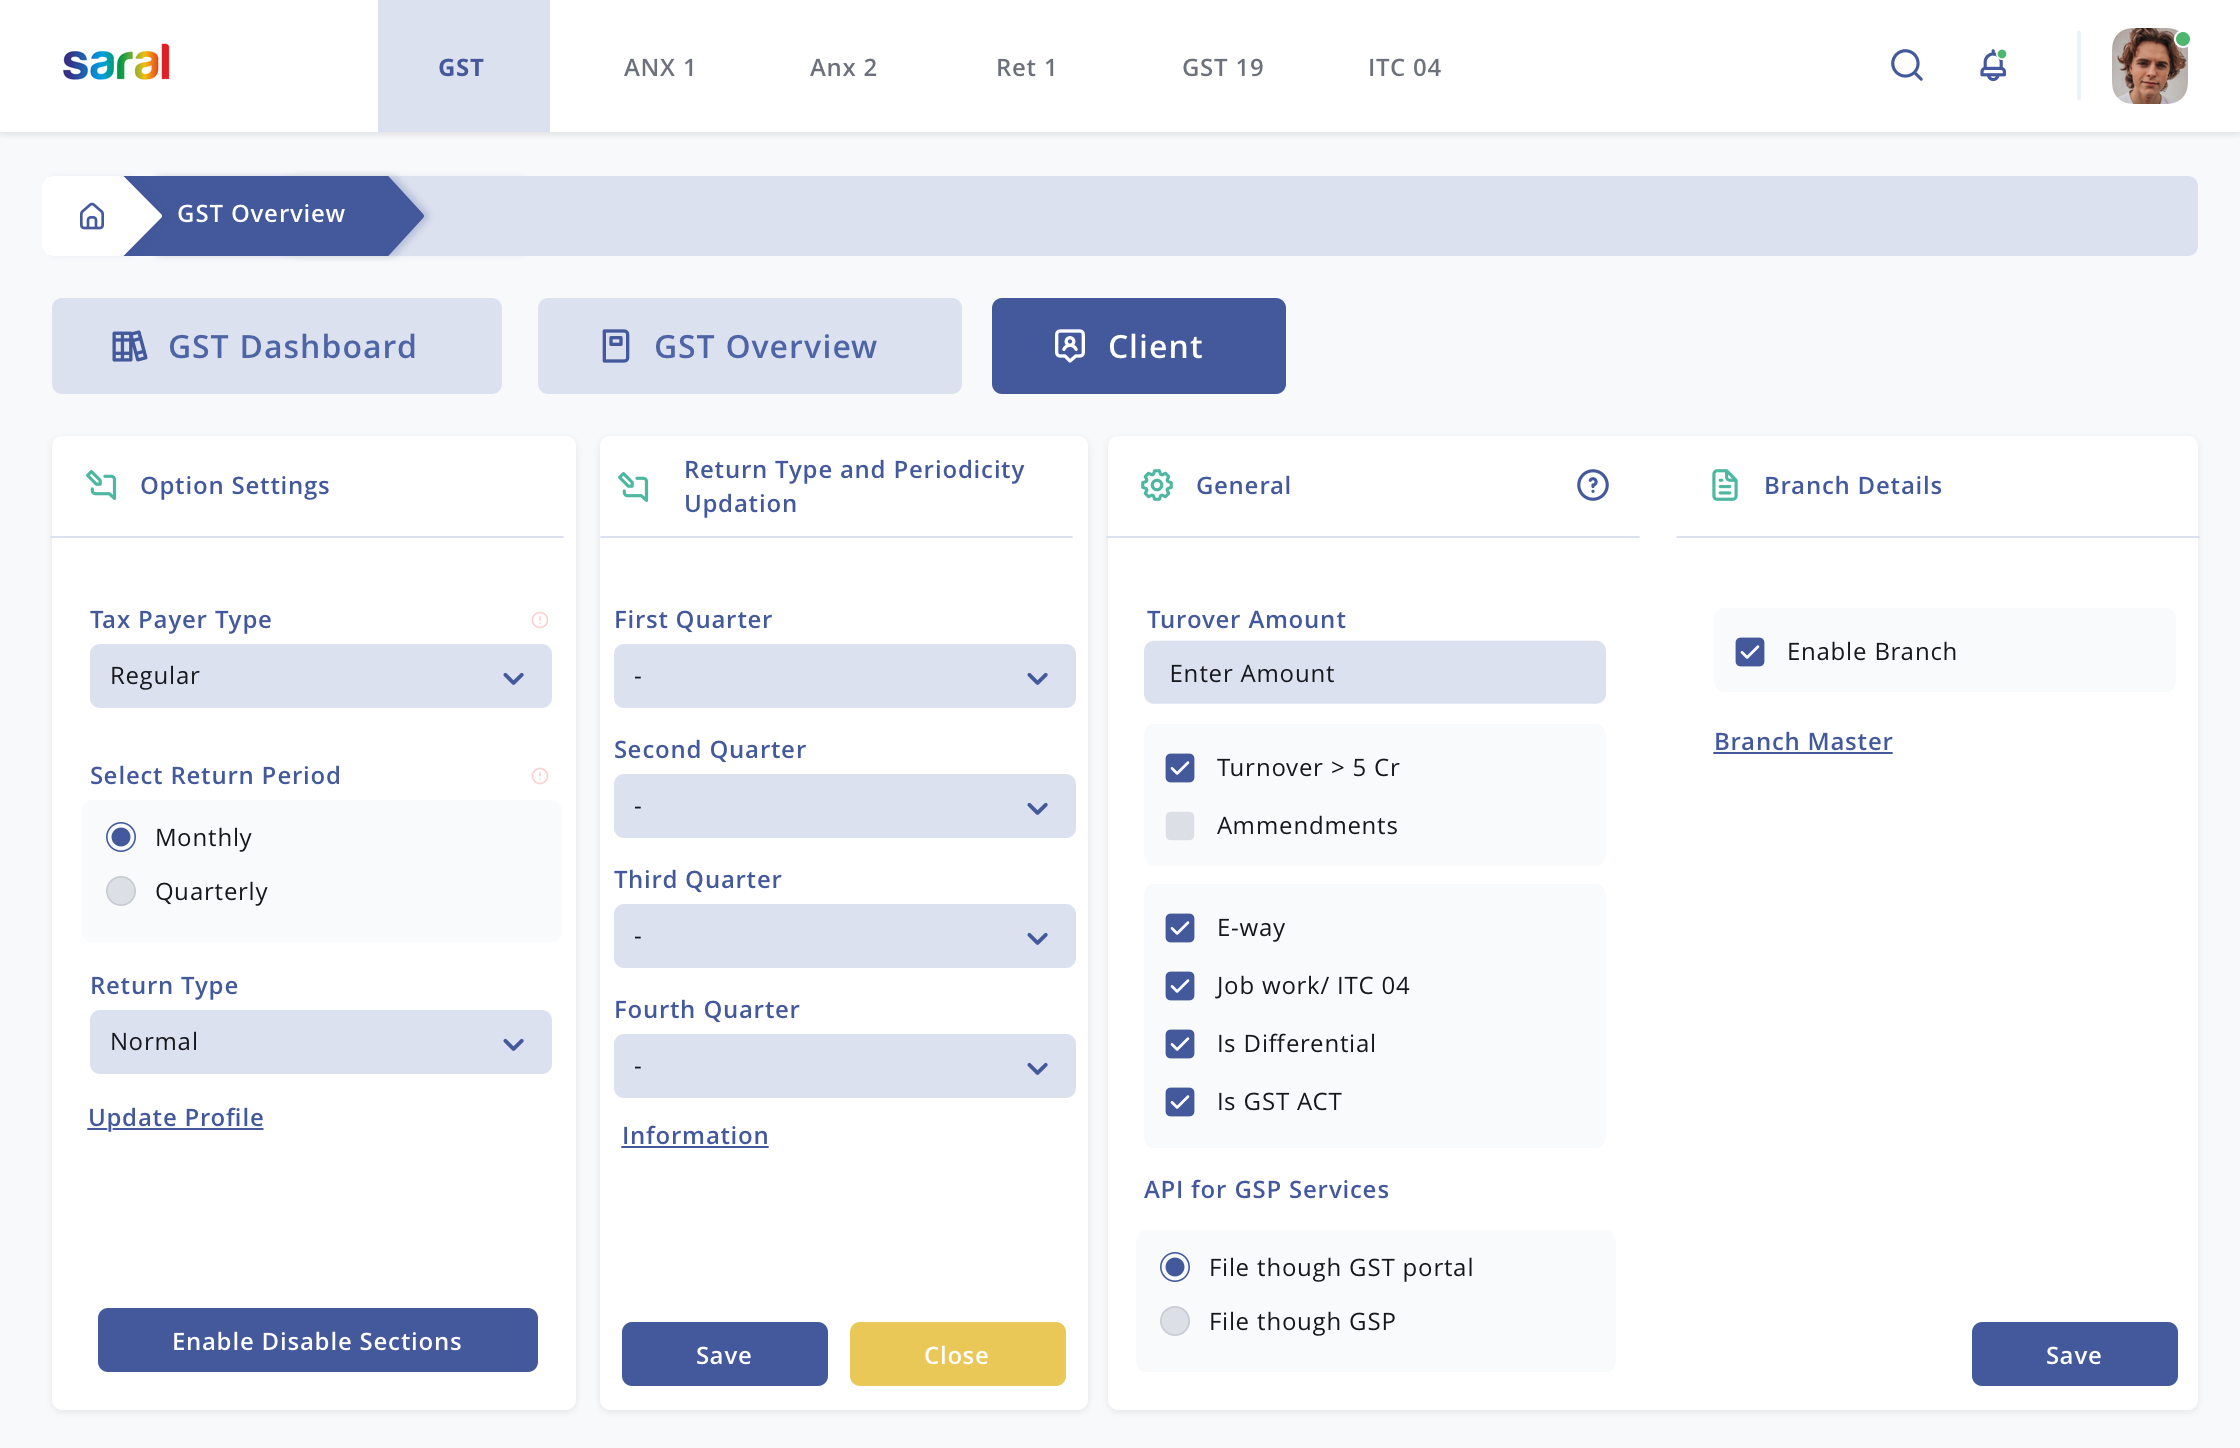 saral
GST
ANX 1
Anx 2
Ret 1
GST 19
ITC 04
GST Overview
GST Dashboard
GST Overview
Client
Option Settings
Tax Payer Type
Regular
Select Return Period
Monthly
Quarterly
Return Type
Normal
Update Profile
Enable Disable Sections
Return Type and Periodicity
Updation
First Quarter
-
Second Quarter
-
Third Quarter
-
Fourth Quarter
-
Information
Save
Close
General
Turover Amount
Enter Amount
Turnover > 5 Cr
Ammendments
E-way
Job work/ ITC 04
Is Differential
Is GST ACT
API for GSP Services
File though GST portal
File though GSP
Branch Details
Enable Branch
Branch Master
Save